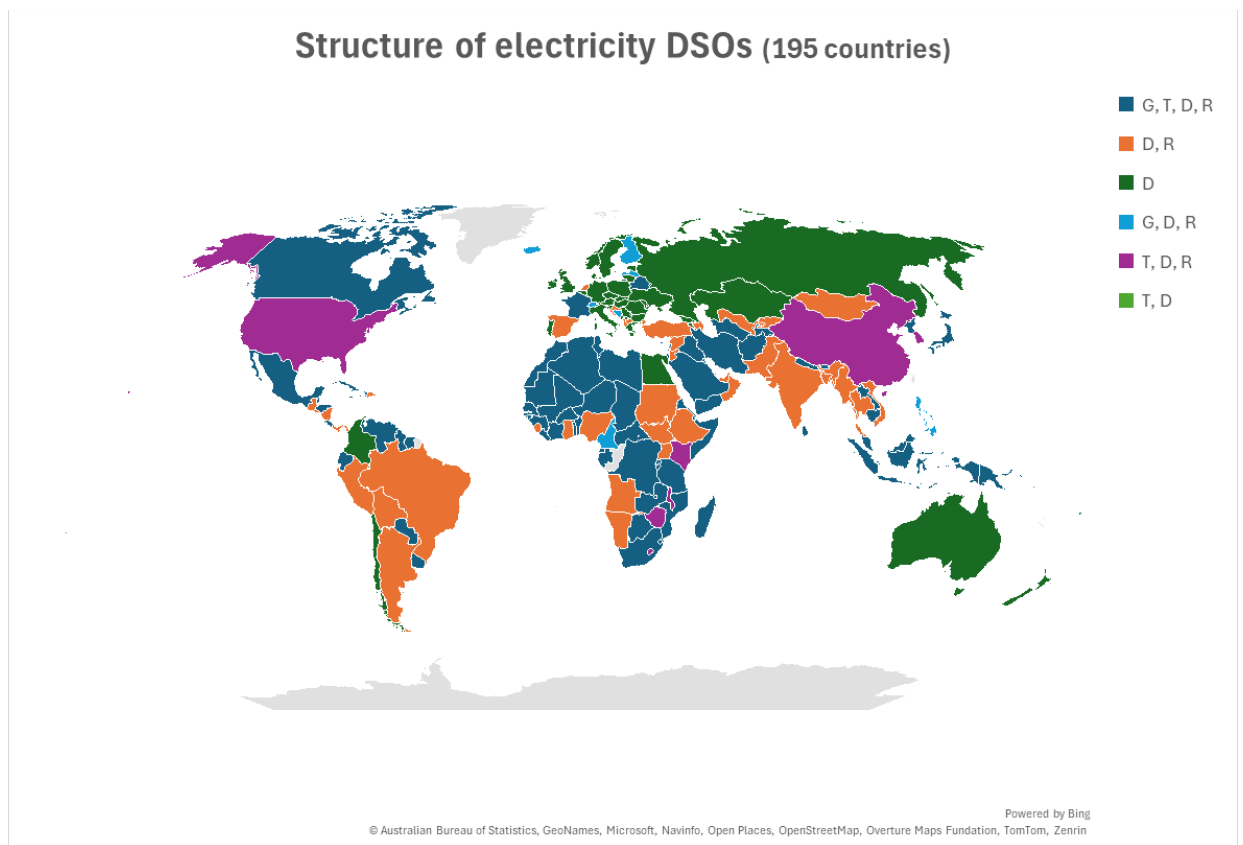 Structure of electricity DSOs (195 countries)
G, T, D, R
D, R
D
G, D, R
T, D, R
T, D
Powered by Bing
© Australian Bureau of Statistics, GeoNames, Microsoft, Navinfo, Open Places, OpenStreetMap, Overture Maps Fundation, TomTom, Zenrin